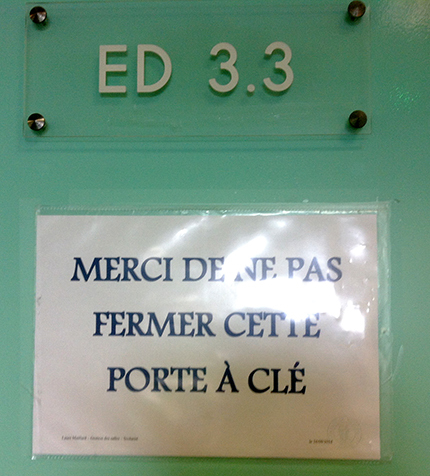 ED 3.3
MERCI DE NE PAS
FERMER CETTE
PORTE À CLÉ